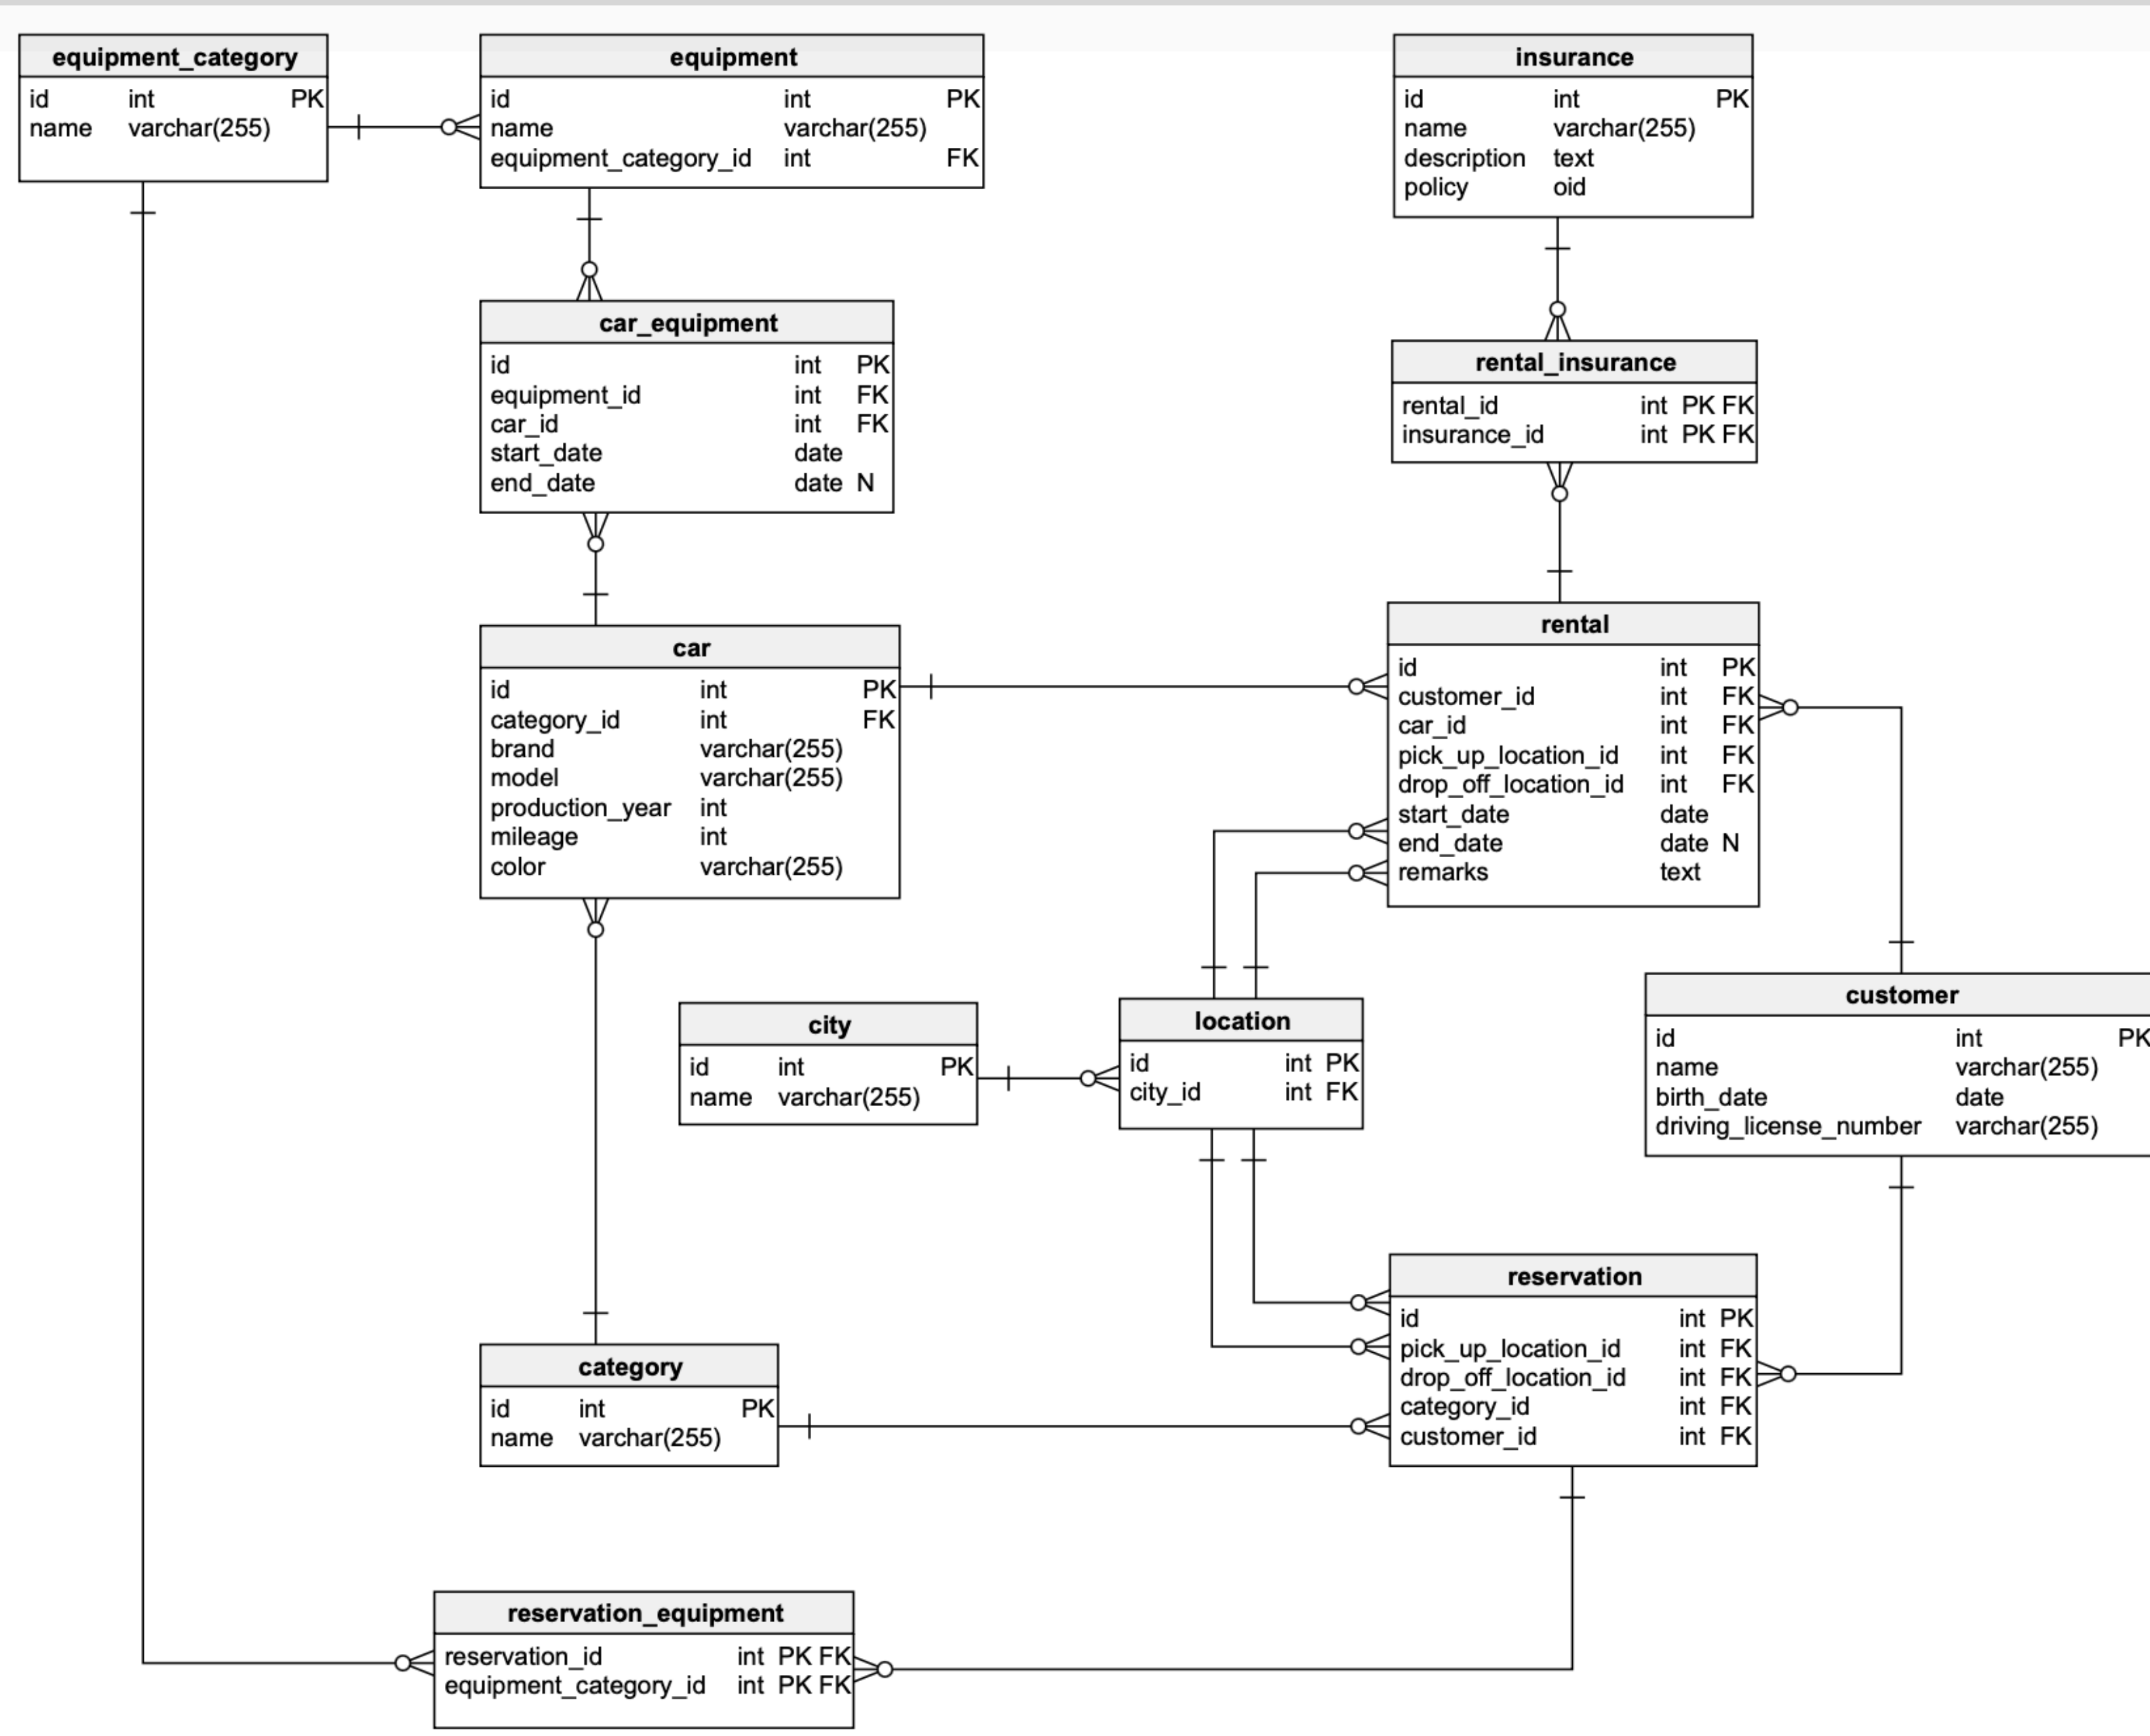 equipment_category
id int PK
name varchar(255)
equipment
id int PK
name varchar(255)
equipment_category_id int FK
insurance
id int PK
name varchar(255)
description text
policy oid
car_equipment
id int PK
equipment_id int FK
car_id int FK
start_date date
end_date date N
rental_insurance
rental_id int PK FK
insurance_id int PK FK
car
id int PK
category_id int FK
brand varchar(255)
model varchar(255)
production_year int
mileage int
color varchar(255)
rental
id int PK
customer_id int FK
car_id int FK
pick_up_location_id int FK
drop_off_location_id int FK
start_date date
end_date date N
remarks text
city
id int PK
name varchar(255)
location
id int PK
city_id int FK
customer
id int PK
name varchar(255)
birth_date date
driving_license_number varchar(255)
reservation
id int PK
pick_up_location_id int FK
drop_off_location_id int FK
category_id int FK
customer_id int FK
category
id int PK
name varchar(255)
reservation_equipment
reservation_id int PK FK
equipment_category_id int PK FK